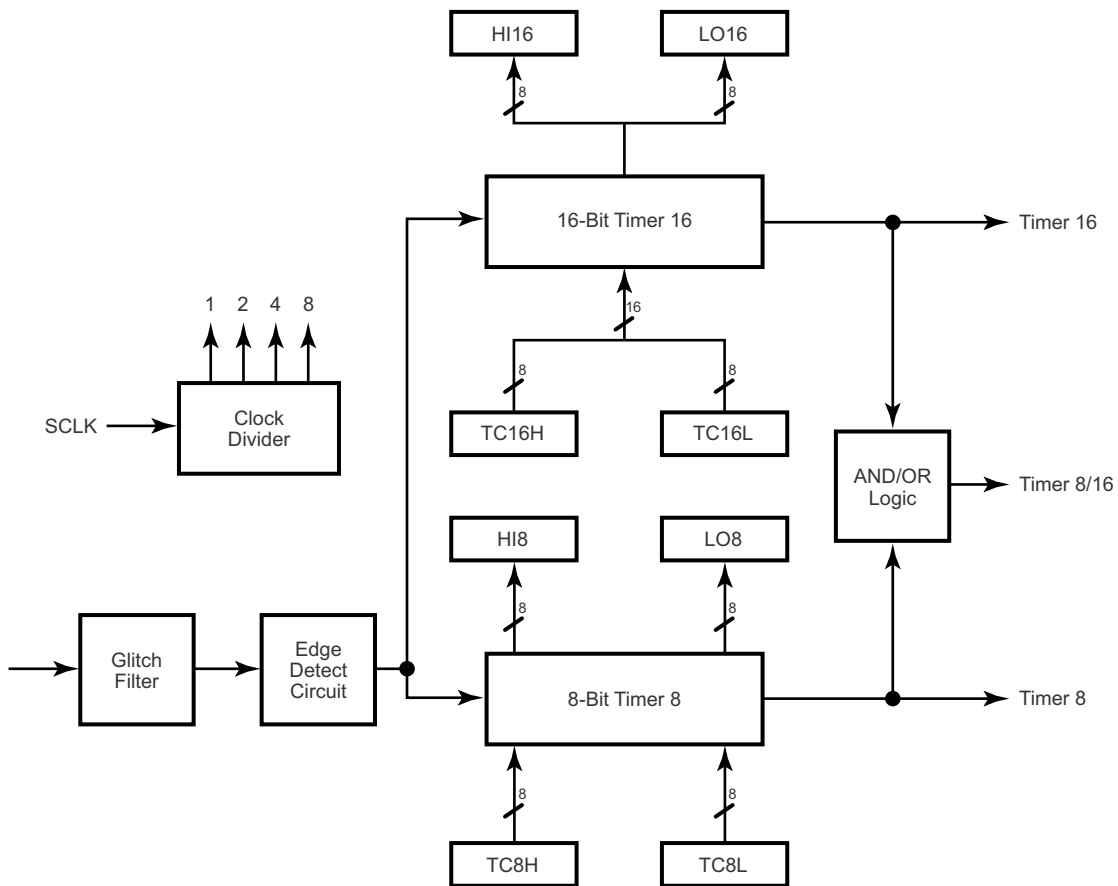 HI16 LO16
8 8
16-Bit Timer 16
Timer 16
1 2 4 8
16
8 8
SCLK
Clock
Divider
TC16H TC16L
AND/OR
Logic
Timer 8/16
HI8 LO8
8 8
Glitch
Filter
Edge
Detect
Circuit
8-Bit Timer 8
Timer 8
8 8
TC8H TC8L